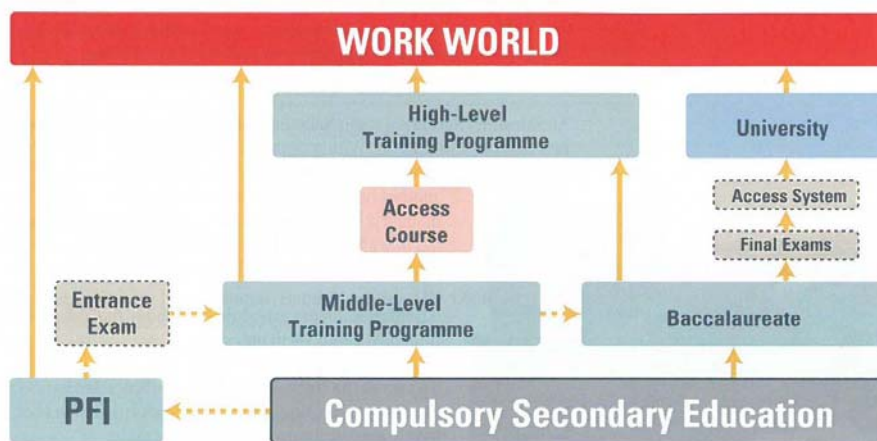 WORK WORLD
High-Level
Training Programme
University
Access
Course
Access System
Final Exams
Entrance
Exam
Middle-Level
Training Programme
Baccalaureate
PFI
Compulsory Secondary Education